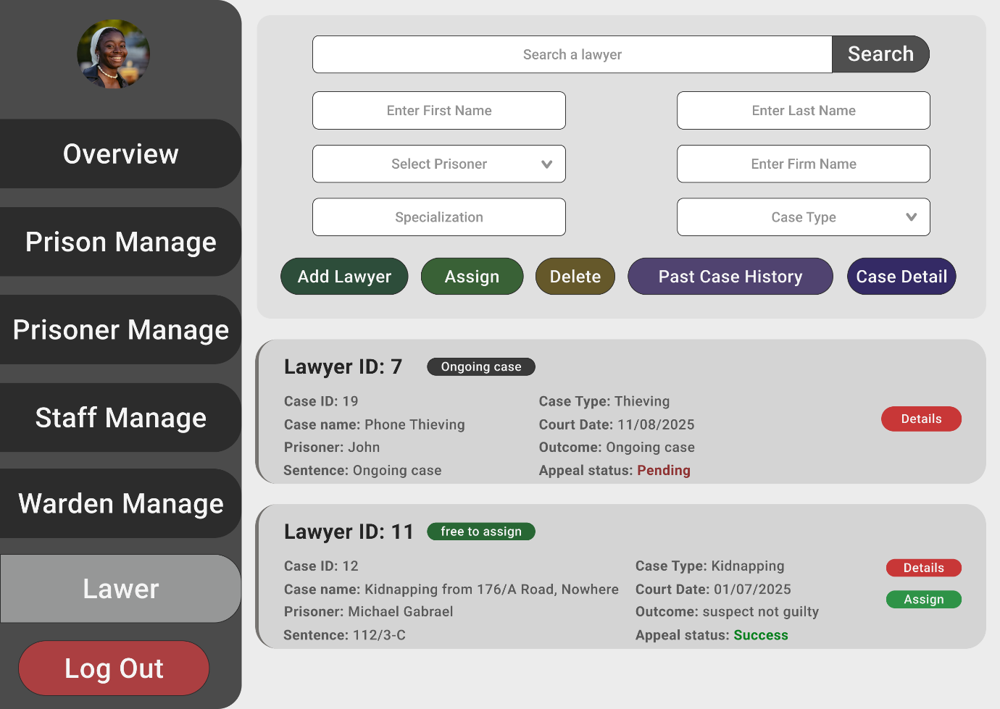 Overview
Prison Manage
Prisoner Manage
Staff Manage
Warden Manage
Lawer
Log Out
Search a lawyer
Search
Enter First Name
Enter Last Name
Select Prisoner
Enter Firm Name
Specialization
Case Type
Add Lawyer
Assign
Delete
Past Case History
Case Detail
Lawyer ID: 7
Ongoing case
Case ID: 19
Case name: Phone Thieving
Prisoner: John
Sentence: Ongoing case
Case Type: Thieving
Court Date: 11/08/2025
Outcome: Ongoing case
Appeal status: Pending
Details
Lawyer ID: 11
free to assign
Case ID: 12
Case name: Kidnapping from 176/A Road, Nowhere
Prisoner: Michael Gabrael
Sentence: 112/3-C
Case Type: Kidnapping
Court Date: 01/07/2025
Outcome: suspect not guilty
Appeal status: Success
Details
Assign